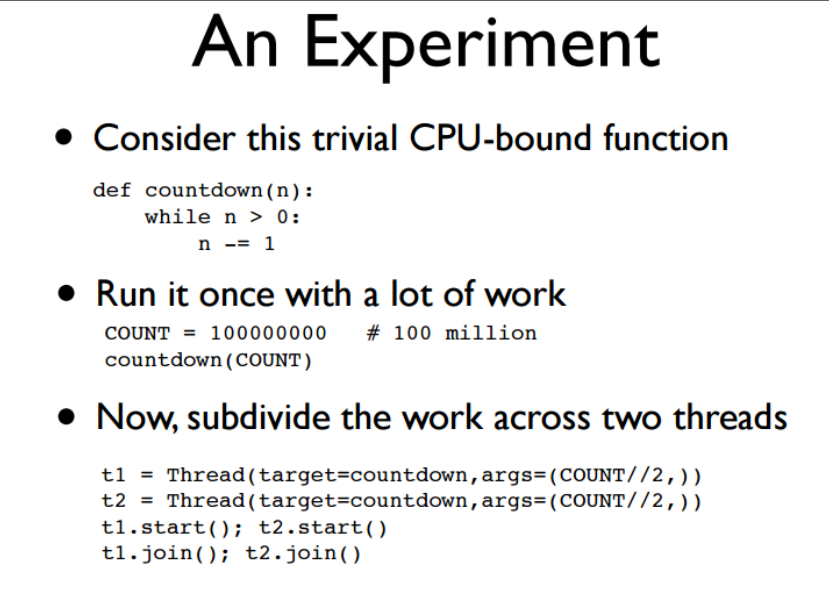 An Experiment
• Consider this trivial CPU-bound function
def countdown(n):
    while n > 0:
        n -= 1
• Run it once with a lot of work
COUNT = 100000000   # 100 million
countdown(COUNT)
• Now, subdivide the work across two threads
t1 = Thread(target=countdown,args=(COUNT//2,))
t2 = Thread(target=countdown,args=(COUNT//2,))
t1.start(); t2.start()
t1.join(); t2.join()